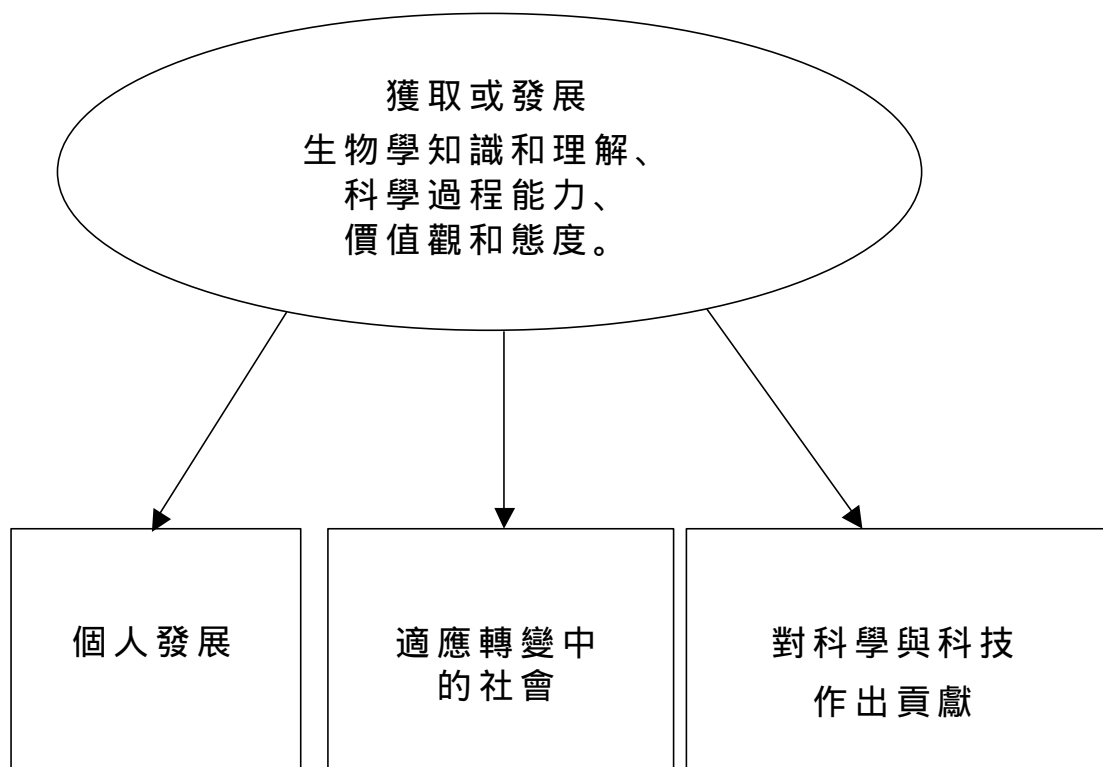 獲取或發展
生物學知識和理解、
科學過程能力、
價值觀和態度。
個人發展
適應轉變中
的社會
對科學與科技
作出貢獻